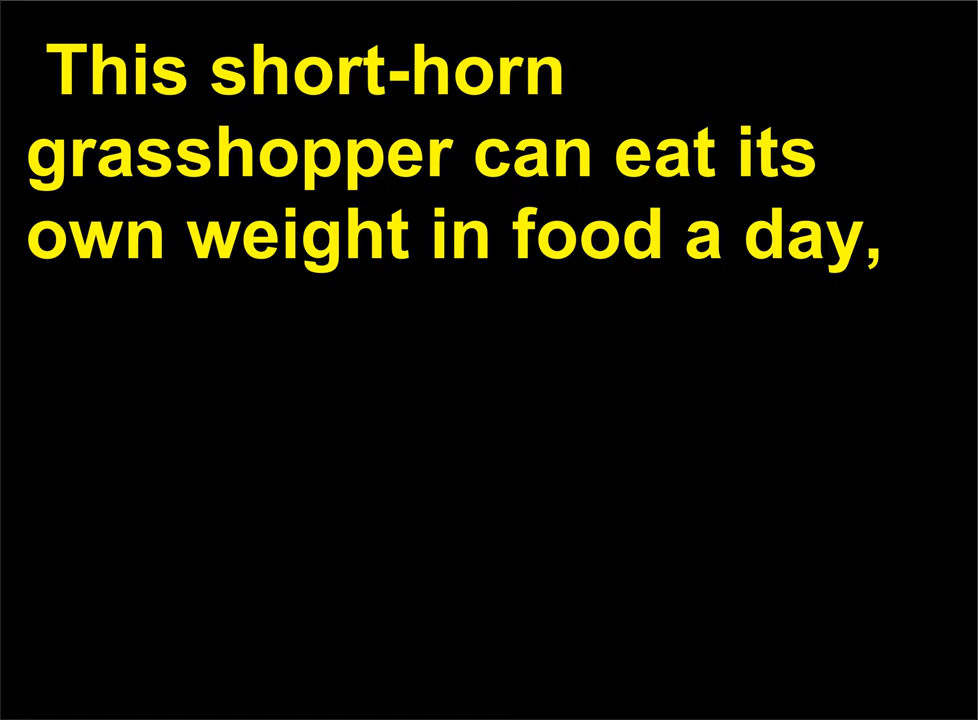 This short-horn
grasshopper can eat its
own weight in food a day,